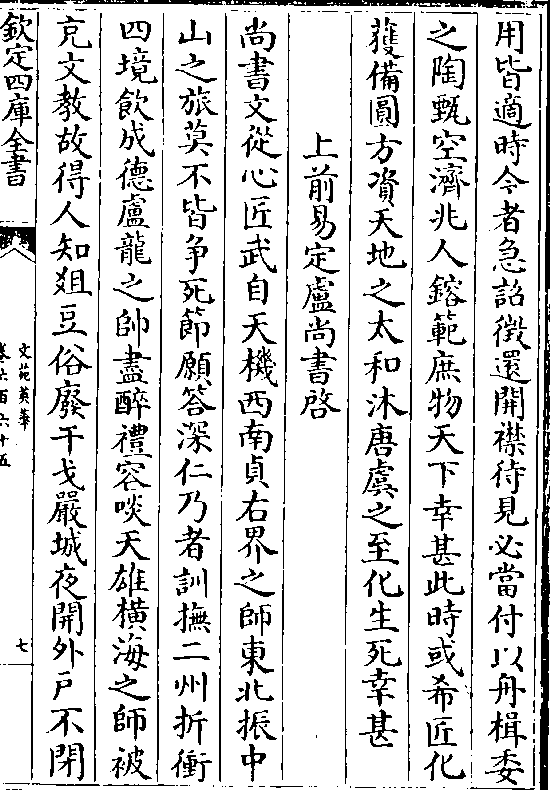 用皆適時今者急詔徵還開襟待見必當付以舟楫委
之陶甄空濟兆人鎔範庶物天下幸甚此時或希匠化
獲備圓方資天地之太和沐唐虞之至化生死幸甚
上前易定盧尚書啓
尚書文從心匠武自天機西南貞右界之師東北振中
山之旅莫不皆争死節願答深仁乃者訓撫二州折衝
四境飲成德盧龍之帥盡醉禮容啖天雄橫海之師被
克文教故得人知爼豆俗廢干戈嚴城夜開外戸不閉
欽定四庫全書
文苑英華
卷六百六十五
七